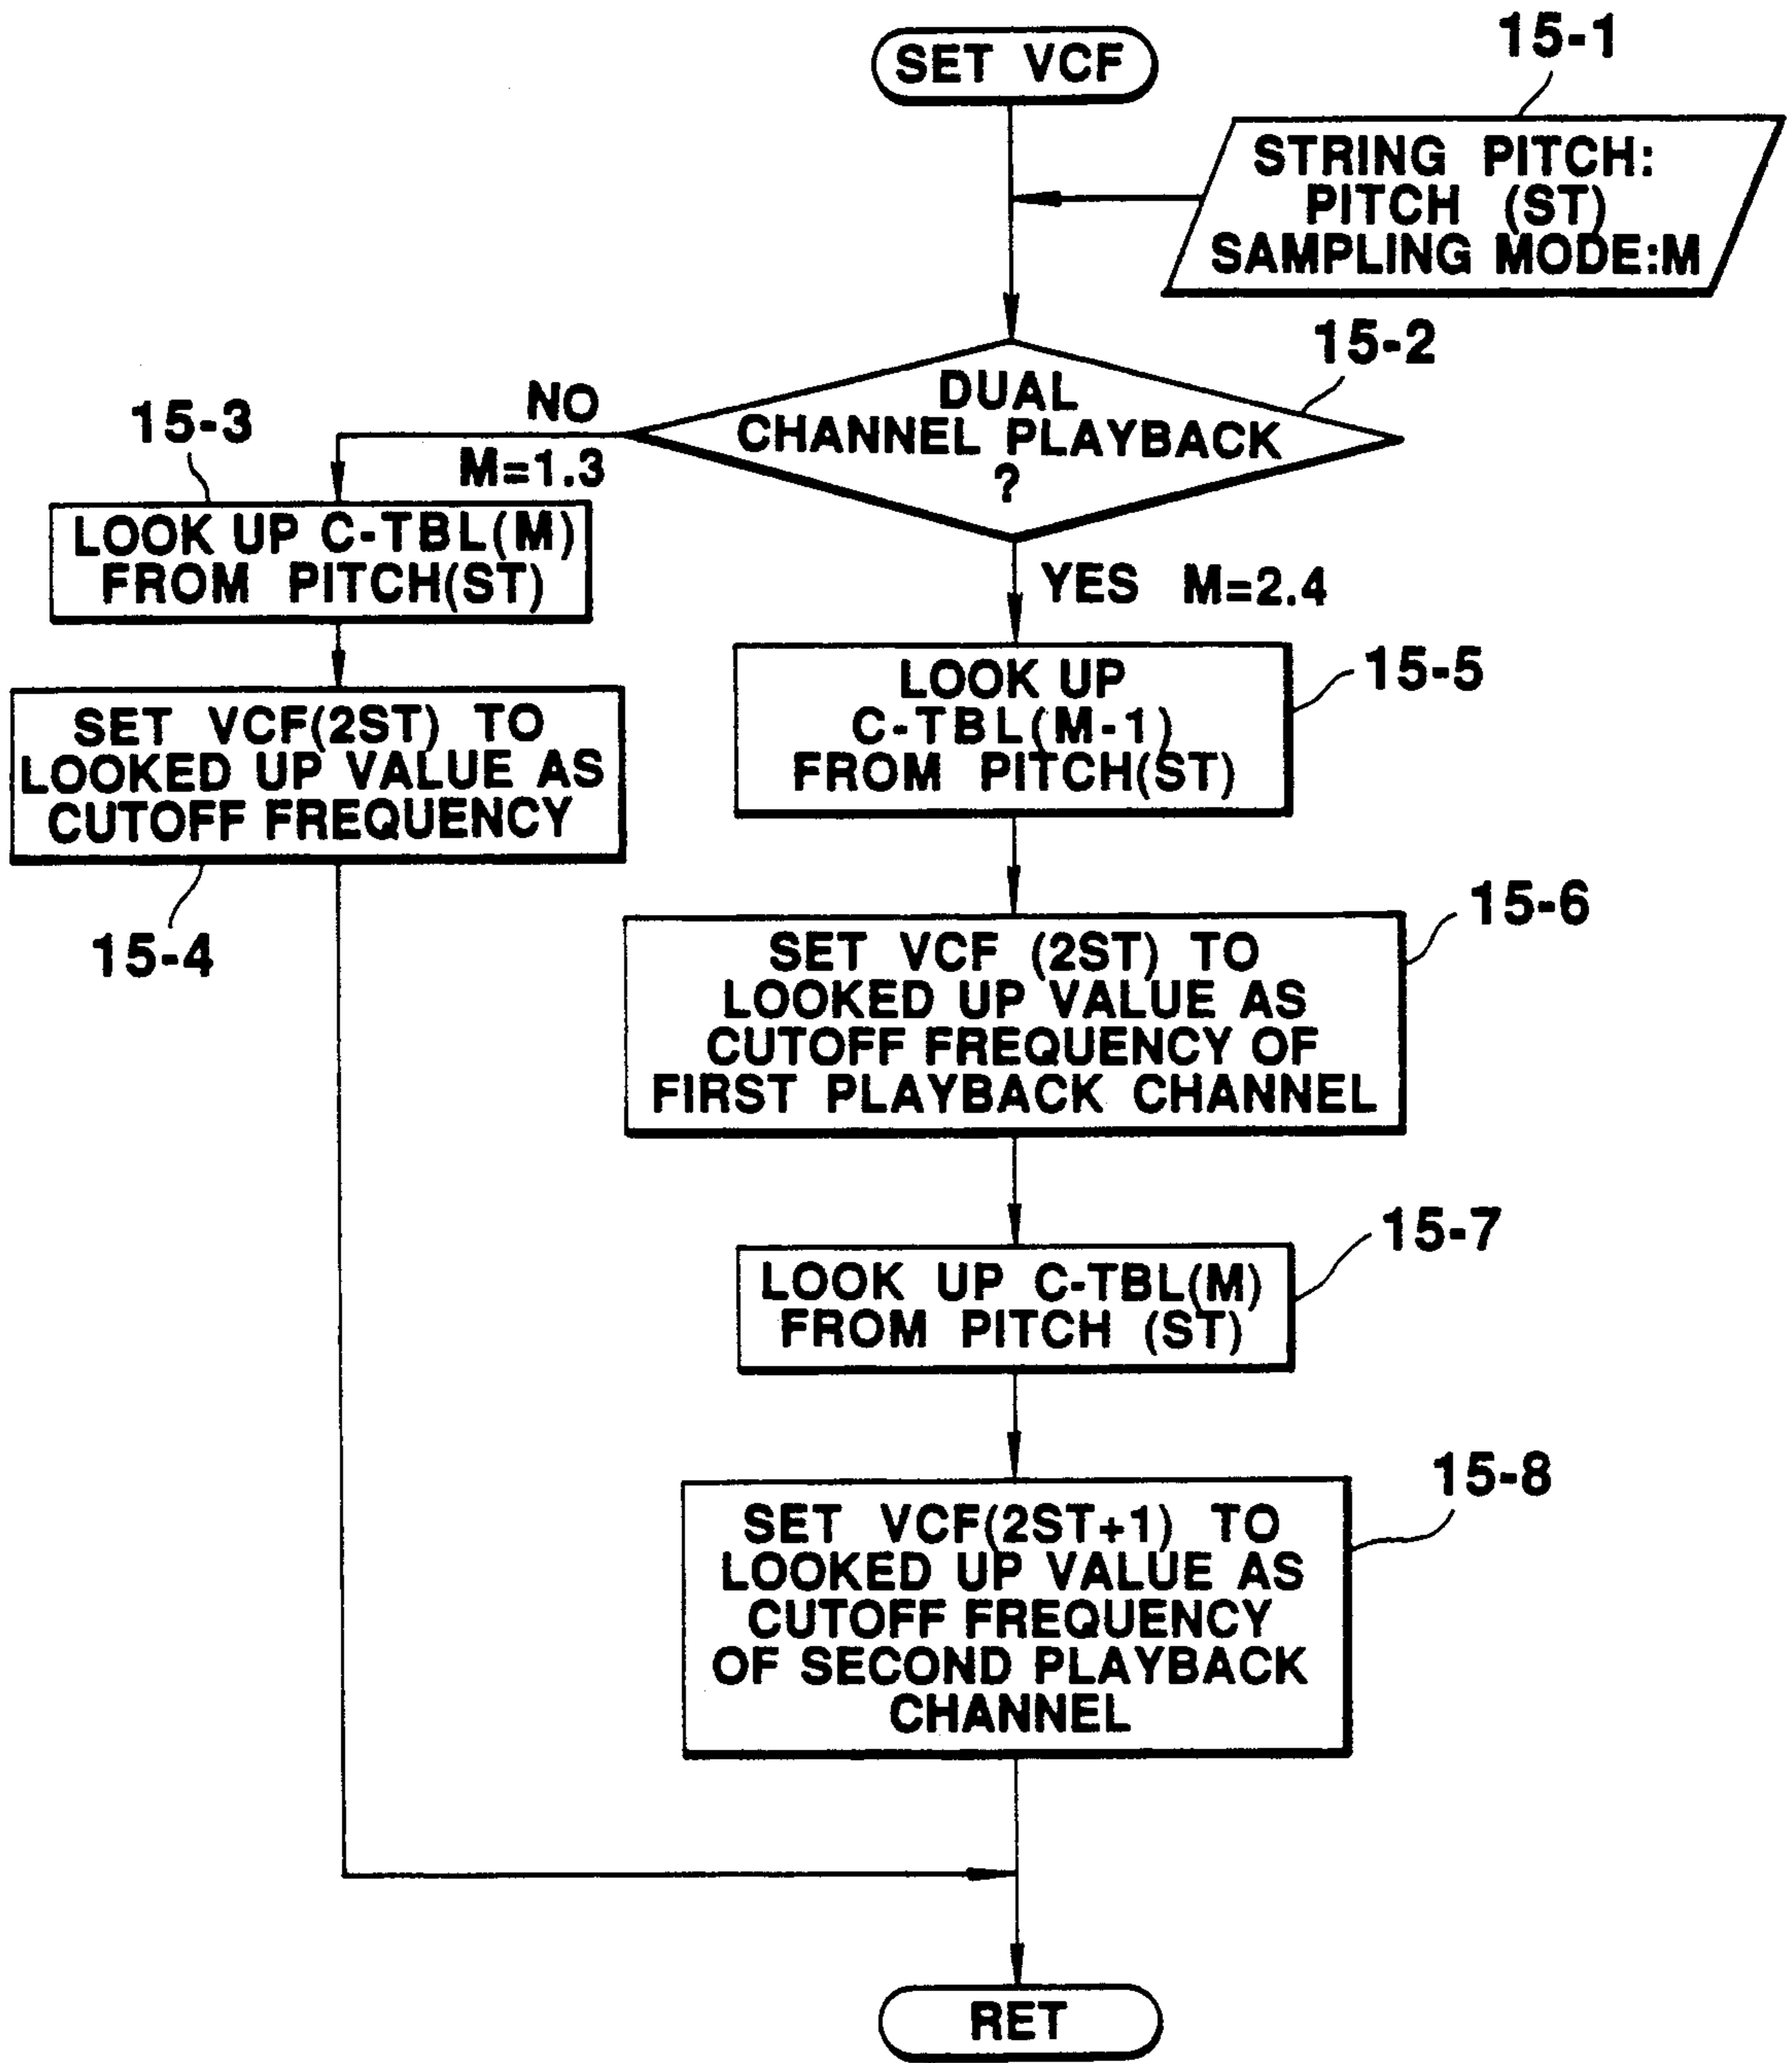 SET VCF
15-1
STRING PITCH:
PITCH (ST)
SAMPLING MODE:M
15-2
DUAL
CHANNEL PLAYBACK
?
NO
M=1.3
15-3
LOOK UP C-TBL(M)
FROM PITCH(ST)
SET VCF(2ST) TO
LOOKED UP VALUE AS
CUTOFF FREQUENCY
15-4
YES M=2.4
LOOK UP
C-TBL(M-1)
FROM PITCH(ST)
15-5
15-6
SET VCF (2ST) TO
LOOKED UP VALUE AS
CUTOFF FREQUENCY OF
FIRST PLAYBACK CHANNEL
15-7
LOOK UP C-TBL(M)
FROM PITCH (ST)
15-8
SET VCF(2ST+1) TO
LOOKED UP VALUE AS
CUTOFF FREQUENCY
OF SECOND PLAYBACK
CHANNEL
RET